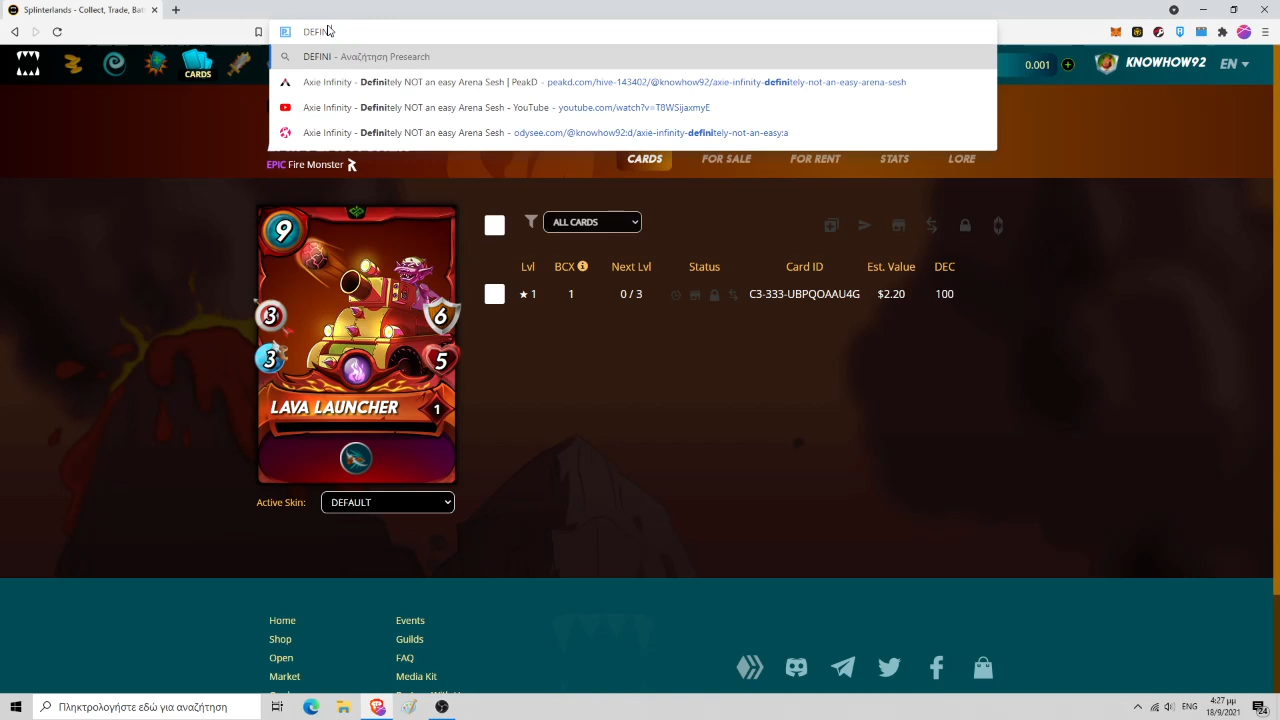 Splinterlands - Collect, Trade, Bat
DEFINI
DEFINI - Αναζήτηση Presearch
Axie Infinity - Definitely NOT an easy Arena Sesh | PeakD - peakd.com/hive-143402/@knowhow92/axie-infinity-definitely-not-an-easy-arena-sesh
Axie Infinity - Definitely NOT an easy Arena Sesh - YouTube - youtube.com/watch?v=T8WSijaxmyE
Axie Infinity - Definitely NOT an easy Arena Sesh - odysee.com/@knowhow92:d/axie-infinity-definitely-not-an-easy:a
CARDS
0.001
KNOWHOW92
EN
EPIC Fire Monster
CARDS FOR SALE FOR RENT STATS LORE
ALL CARDS
Lvl BCX Next Lvl Status Card ID Est. Value DEC
★ 1 1 0 / 3 C3-333-UBPQOAAU4G $2.20 100
9
3
6
3
5
LAVA LAUNCHER
1
Active Skin: DEFAULT
Home Events
Shop Guilds
Open FAQ
Market Media Kit
Πληκτρολογήστε εδώ για αναζήτηση
ENG
4:27 μμ
18/9/2021
24